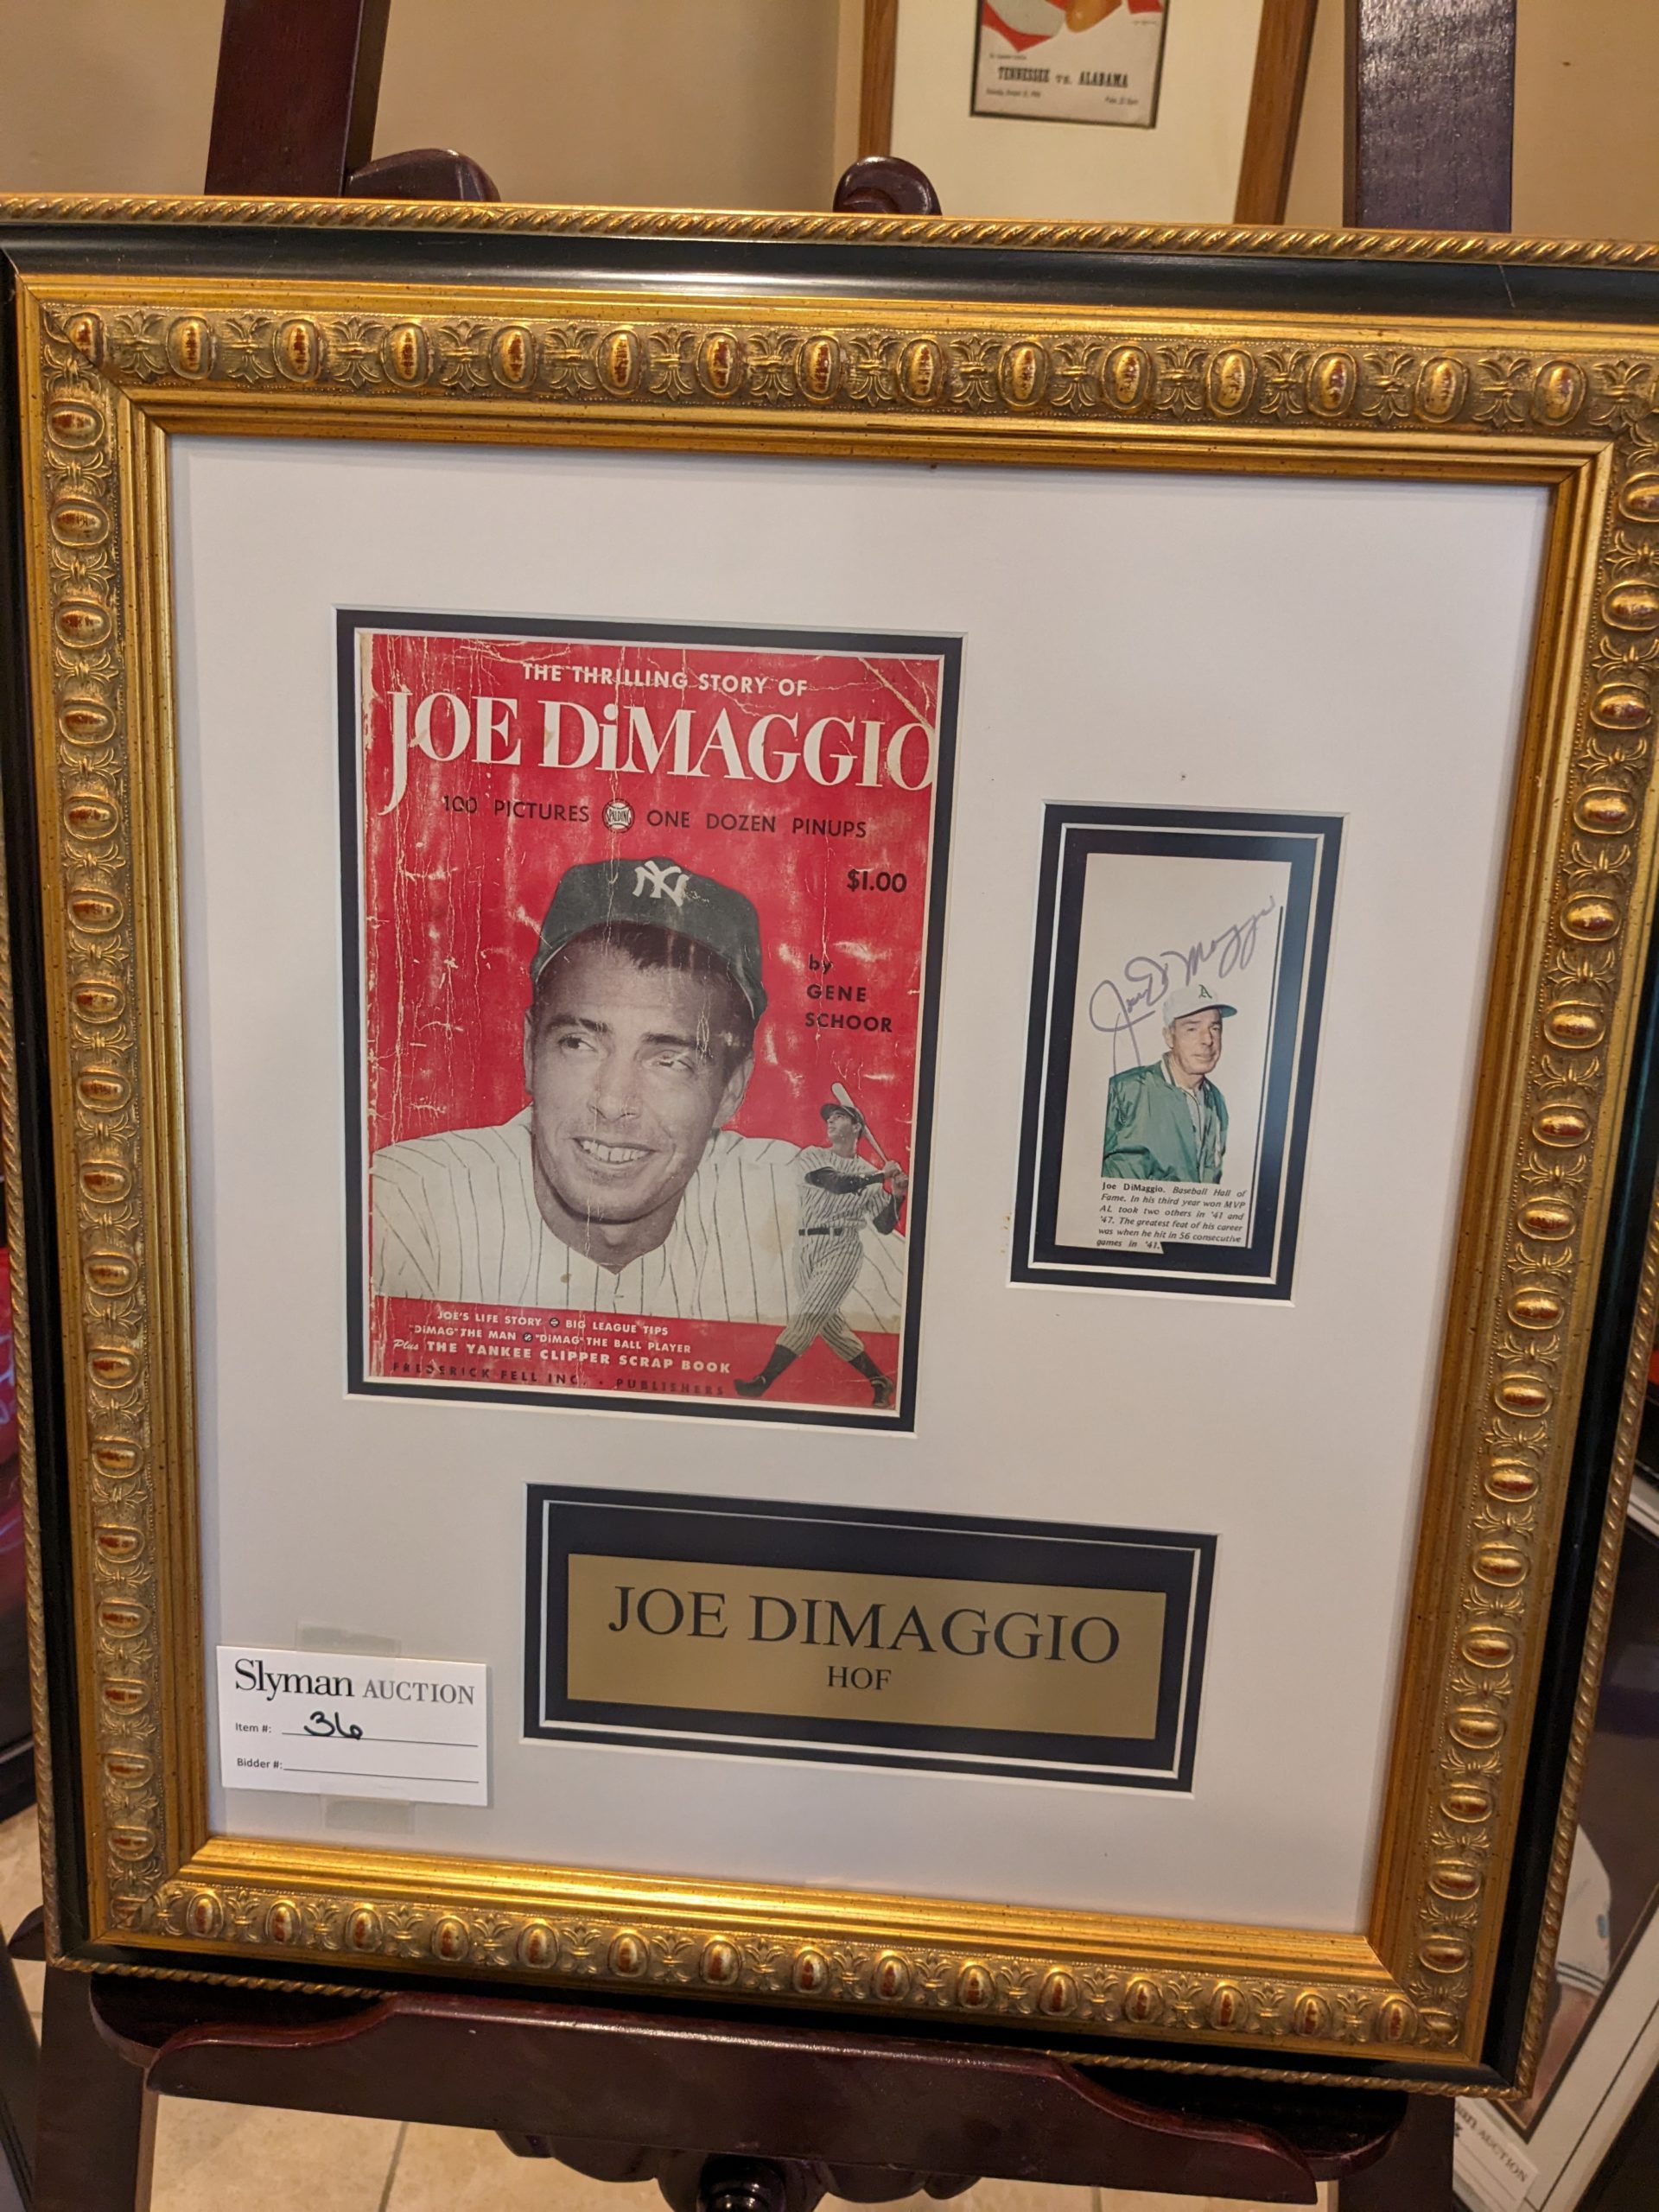 TENNESSEE vs. ALABAMA
THE THRILLING STORY OF
JOE DiMAGGIO
100 PICTURES SPALDING ONE DOZEN PINUPS
$1.00
NY
by
GENE
SCHOOR
JOE'S LIFE STORY BIG LEAGUE TIPS
"DiMAG" THE MAN "DiMAG" THE BALL PLAYER
Plus THE YANKEE CLIPPER SCRAP BOOK
FREDERICK FELL INC. • PUBLISHERS
Joe DiMaggio
A
Joe DiMaggio. Baseball Hall of
Fame. In his third year won MVP
AL took two others in '41 and
'47. The greatest feat of his career
was when he hit in 56 consecutive
games in '41.
JOE DIMAGGIO
HOF
Slyman AUCTION
Item #: 36
Bidder #:
AUCTION